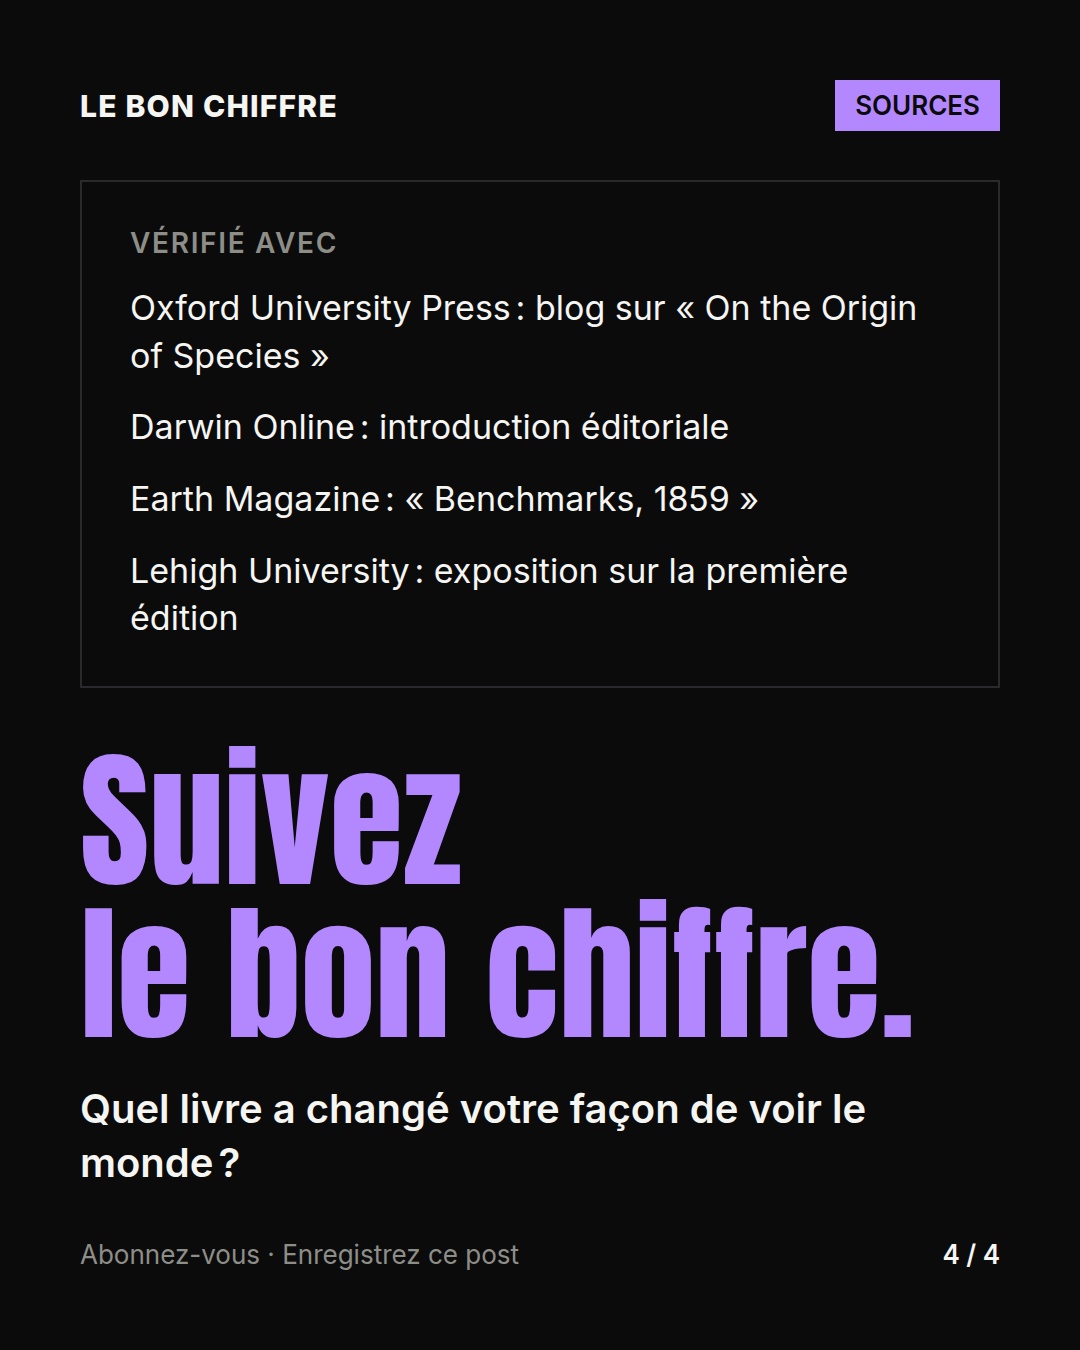 LE BON CHIFFRE
SOURCES
VÉRIFIÉ AVEC
Oxford University Press : blog sur « On the Origin
of Species »
Darwin Online : introduction éditoriale
Earth Magazine : « Benchmarks, 1859 »
Lehigh University : exposition sur la première
édition
Suivez
le bon chiffre.
Quel livre a changé votre façon de voir le
monde ?
Abonnez-vous · Enregistrez ce post
4 / 4